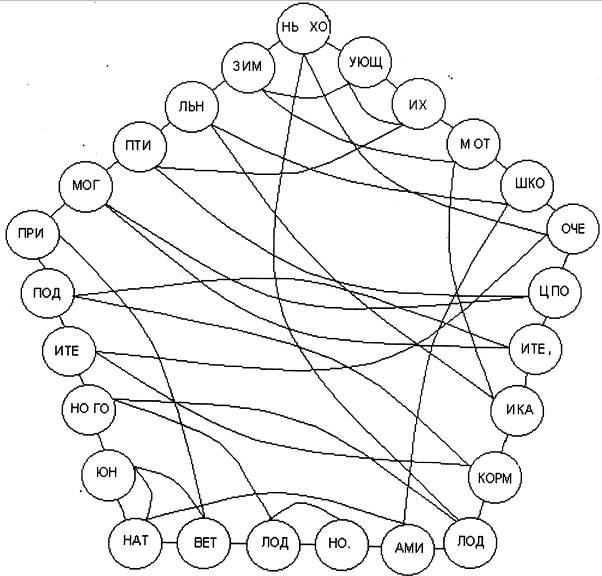 НЬ ХО
ЗИМ
УЮЩ
ЛЬН
ИХ
ПТИ
М ОТ
МОГ
ШКО
ПРИ
ОЧЕ
ПОД
Ц ПО
ИТЕ
ИТЕ,
НО ГО
ИКА
ЮН
КОРМ
НАТ
ВЕТ
ЛОД
НО.
АМИ
ЛОД